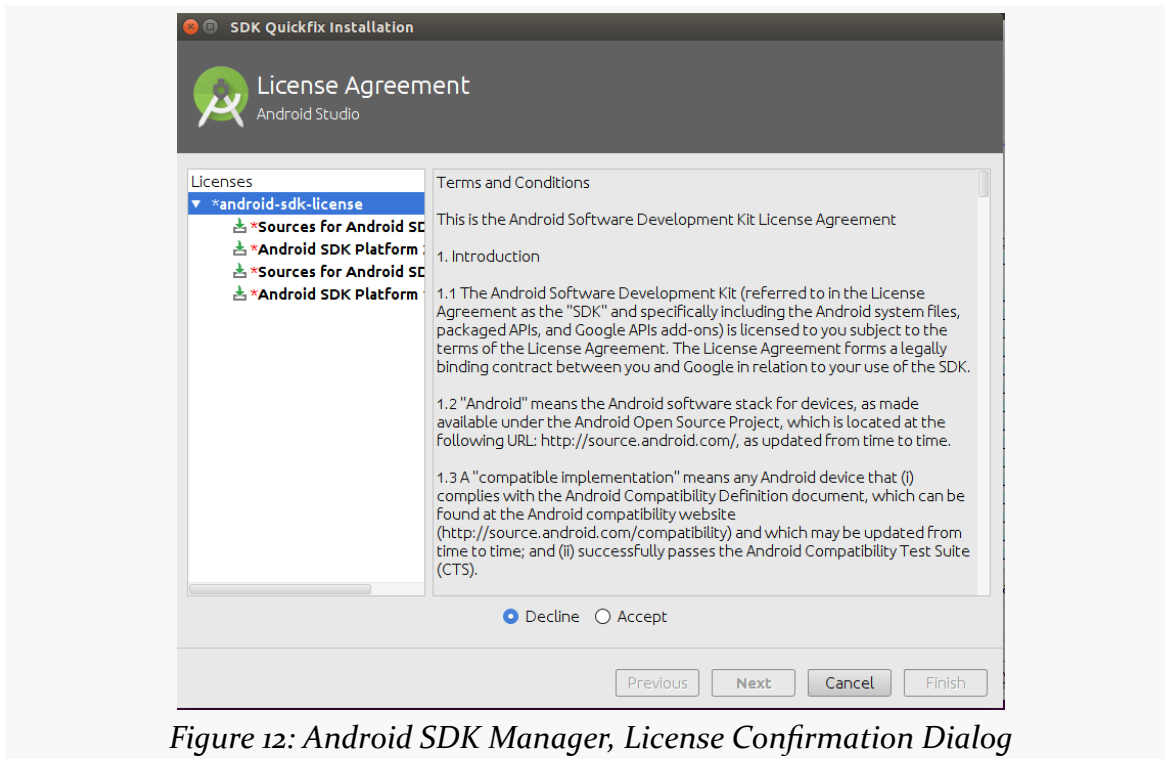 SDK Quickfix Installation
License Agreement
Android Studio
Licenses
*android-sdk-license
*Sources for Android SD
*Android SDK Platform
*Sources for Android SD
*Android SDK Platform
Terms and Conditions
This is the Android Software Development Kit License Agreement
1. Introduction
1.1 The Android Software Development Kit (referred to in the License
Agreement as the "SDK" and specifically including the Android system files,
packaged APIs, and Google APIs add-ons) is licensed to you subject to the
terms of the License Agreement. The License Agreement forms a legally
binding contract between you and Google in relation to your use of the SDK.
1.2 "Android" means the Android software stack for devices, as made
available under the Android Open Source Project, which is located at the
following URL: http://source.android.com/, as updated from time to time.
1.3 A "compatible implementation" means any Android device that (i)
complies with the Android Compatibility Definition document, which can be
found at the Android compatibility website
(http://source.android.com/compatibility) and which may be updated from
time to time; and (ii) successfully passes the Android Compatibility Test Suite
(CTS).
Decline Accept
Previous Next Cancel Finish
Figure 12: Android SDK Manager, License Confirmation Dialog